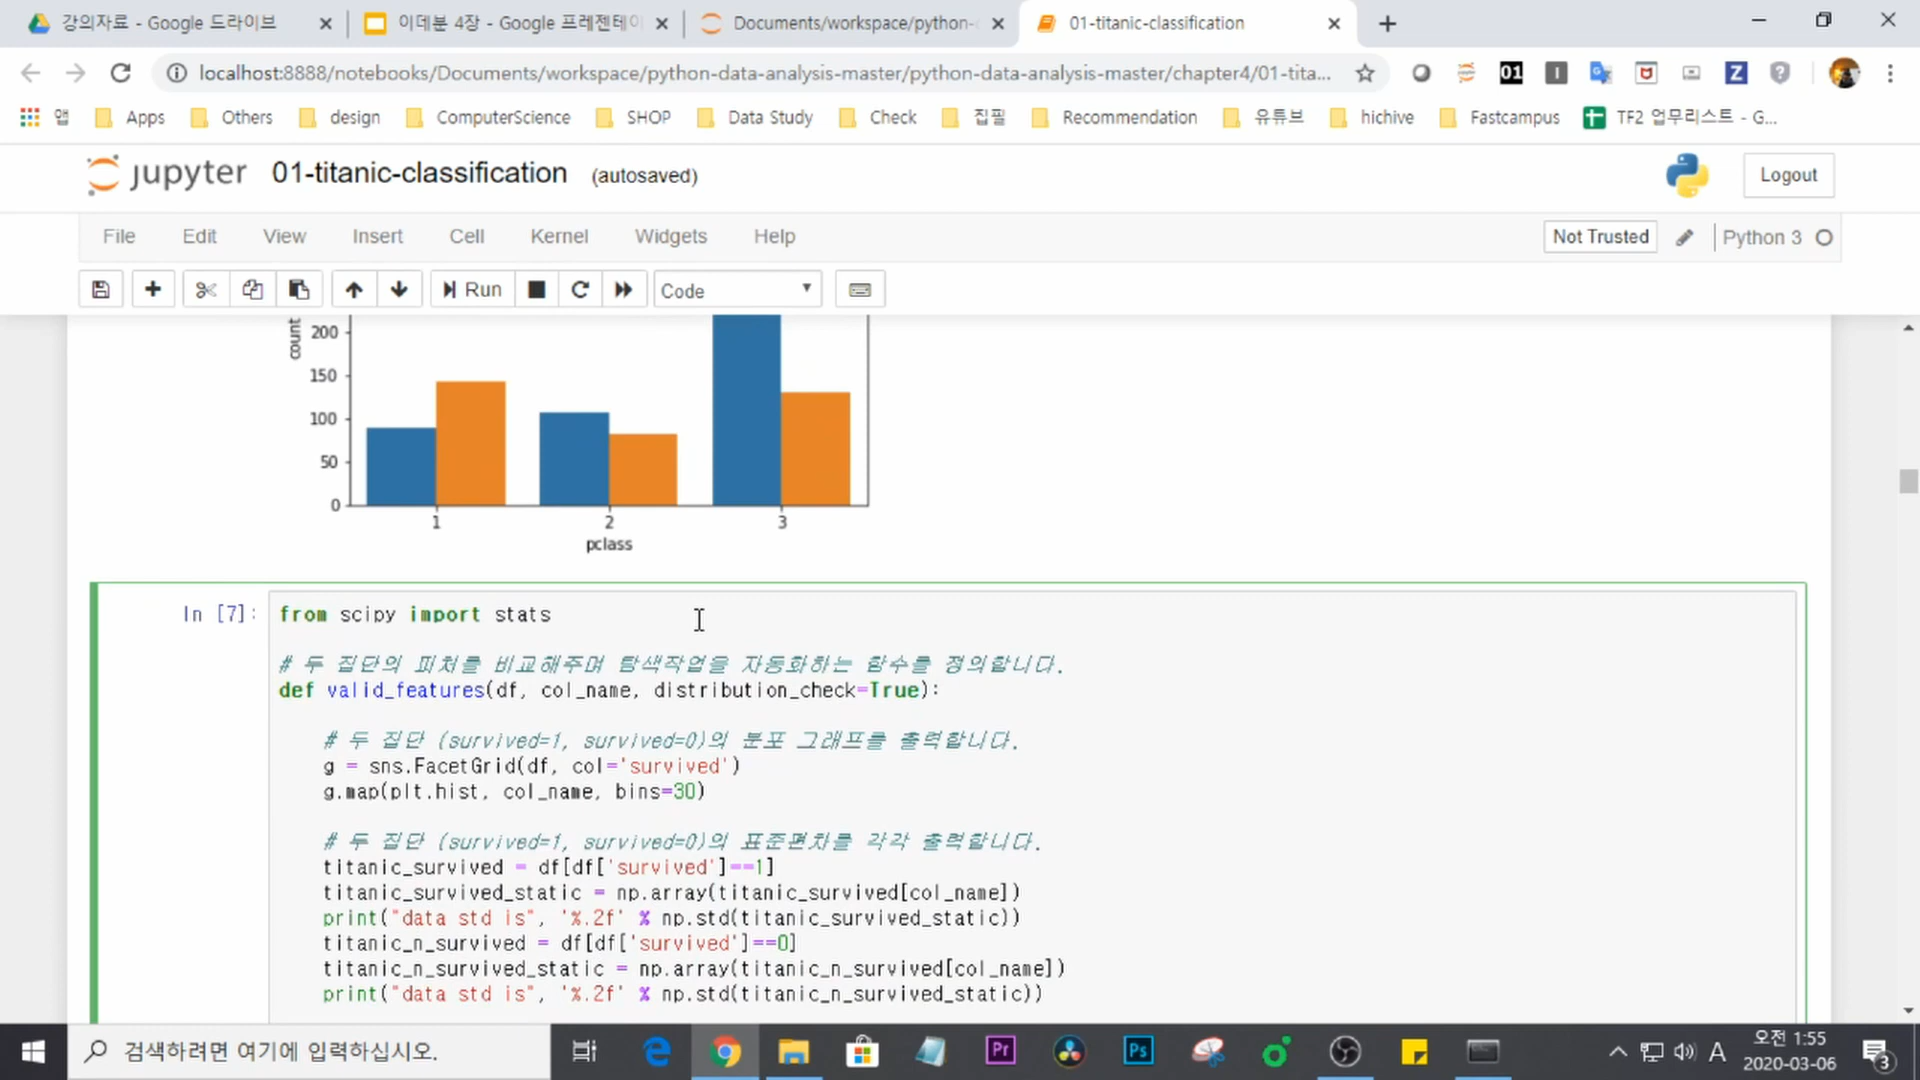 강의자료 - Google 드라이브
이데분 4장 - Google 프레젠테이
Documents/workspace/python-
01-titanic-classification
localhost:8888/notebooks/Documents/workspace/python-data-analysis-master/python-data-analysis-master/chapter4/01-tita...
01
Z
앱
Apps
Others
design
ComputerScience
SHOP
Data Study
Check
집필
Recommendation
유튜브
hichive
Fastcampus
TF2 업무리스트 - G...
jupyter
01-titanic-classification
(autosaved)
Logout
File
Edit
View
Insert
Cell
Kernel
Widgets
Help
Not Trusted
Python 3
Run
Code
count
200
150
100
50
0
1
2
3
pclass
In [7]:
from scipy import stats
# 두 집단의 피처를 비교해주며 탐색작업을 자동화하는 함수를 정의합니다.
def valid_features(df, col_name, distribution_check=True):
# 두 집단 (survived=1, survived=0)의 분포 그래프를 출력합니다.
g = sns.FacetGrid(df, col='survived')
g.map(plt.hist, col_name, bins=30)
# 두 집단 (survived=1, survived=0)의 표준편차를 각각 출력합니다.
titanic_survived = df[df['survived']==1]
titanic_survived_static = np.array(titanic_survived[col_name])
print("data std is", '%.2f' % np.std(titanic_survived_static))
titanic_n_survived = df[df['survived']==0]
titanic_n_survived_static = np.array(titanic_n_survived[col_name])
print("data std is", '%.2f' % np.std(titanic_n_survived_static))
검색하려면 여기에 입력하십시오.
Pr
Ps
A
오전 1:55
2020-03-06
3